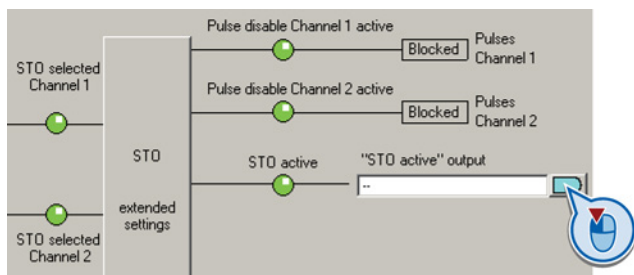 Pulse disable Channel 1 active
Blocked
Pulses
Channel 1
STO selected
Channel 1
Pulse disable Channel 2 active
Blocked
Pulses
Channel 2
STO
extended
settings
STO active
"STO active" output
--
STO selected
Channel 2